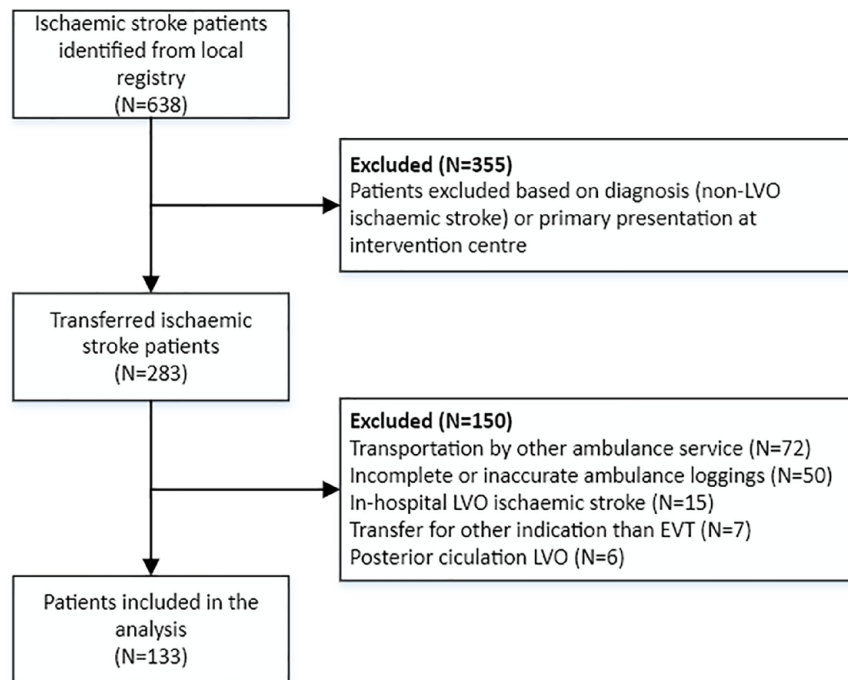 Ischaemic stroke patients
identified from local
registry
(N=638)
Excluded (N=355)
Patients excluded based on diagnosis (non-LVO
ischaemic stroke) or primary presentation at
intervention centre
Transferred ischaemic
stroke patients
(N=283)
Excluded (N=150)
Transportation by other ambulance service (N=72)
Incomplete or inaccurate ambulance loggings (N=50)
In-hospital LVO ischaemic stroke (N=15)
Transfer for other indication than EVT (N=7)
Posterior ciculation LVO (N=6)
Patients included in the
analysis
(N=133)